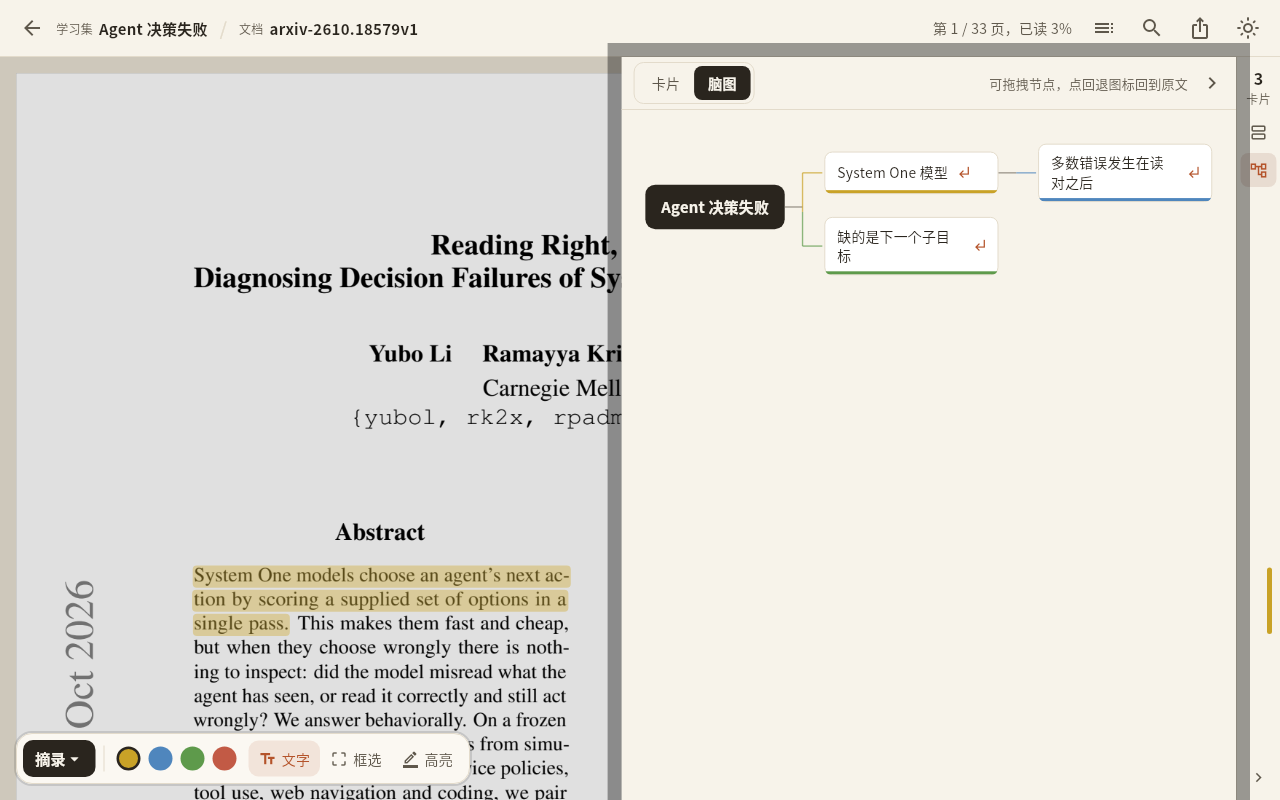 学习集 Agent 决策失败 / 文档 arxiv-2610.18579v1
第 1 / 33 页，已读 3%
卡片 脑图
可拖拽节点，点回退图标回到原文
3
卡片
Agent 决策失败
System One 模型
多数错误发生在读
对之后
缺的是下一个子目
标
Reading Right,
Diagnosing Decision Failures of Sy
Yubo Li Ramayya Kri
Carnegie Mell
{yubol, rk2x, rpadm
Abstract
System One models choose an agent's next ac-
tion by scoring a supplied set of options in a
single pass. This makes them fast and cheap,
but when they choose wrongly there is noth-
ing to inspect: did the model misread what the
agent has seen, or read it correctly and still act
wrongly? We answer behaviorally. On a frozen
s from simu-
ice policies,
tool use, web navigation and coding, we pair
Oct 2026
摘录
文字
框选
高亮